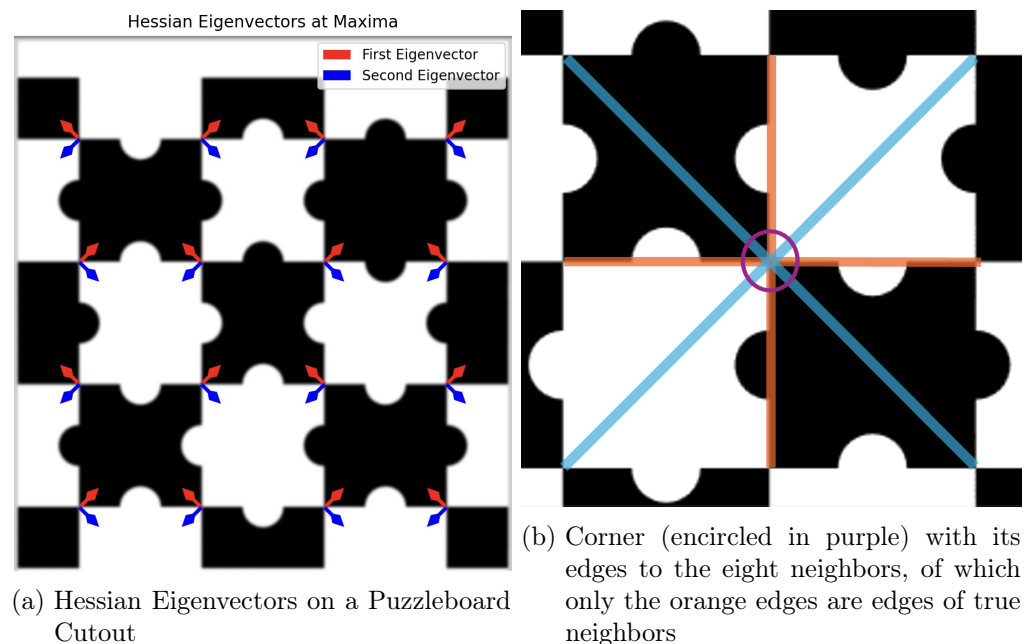 Hessian Eigenvectors at Maxima
First Eigenvector
Second Eigenvector
(a) Hessian Eigenvectors on a Puzzleboard
Cutout
(b) Corner (encircled in purple) with its
edges to the eight neighbors, of which
only the orange edges are edges of true
neighbors